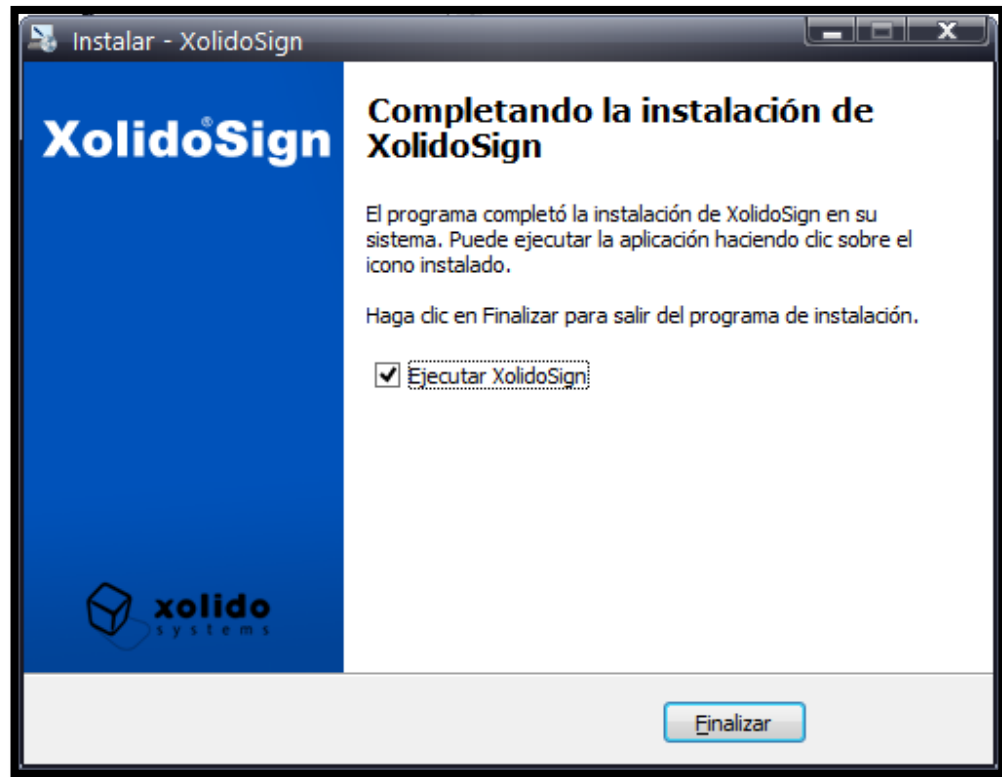 Instalar - XolidoSign
XolidoSign®
Completando la instalación de
XolidoSign
El programa completó la instalación de XolidoSign en su
sistema. Puede ejecutar la aplicación haciendo clic sobre el
icono instalado.
Haga clic en Finalizar para salir del programa de instalación.
Ejecutar XolidoSign
xolido
systems
Finalizar